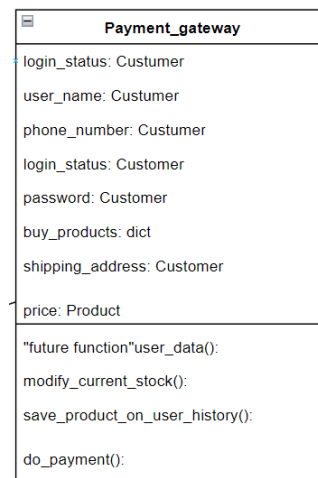 Payment_gateway
login_status: Custumer
user_name: Custumer
phone_number: Custumer
login_status: Customer
password: Customer
buy_products: dict
shipping_address: Customer
price: Product
"future function"user_data():
modify_current_stock():
save_product_on_user_history():
do_payment():